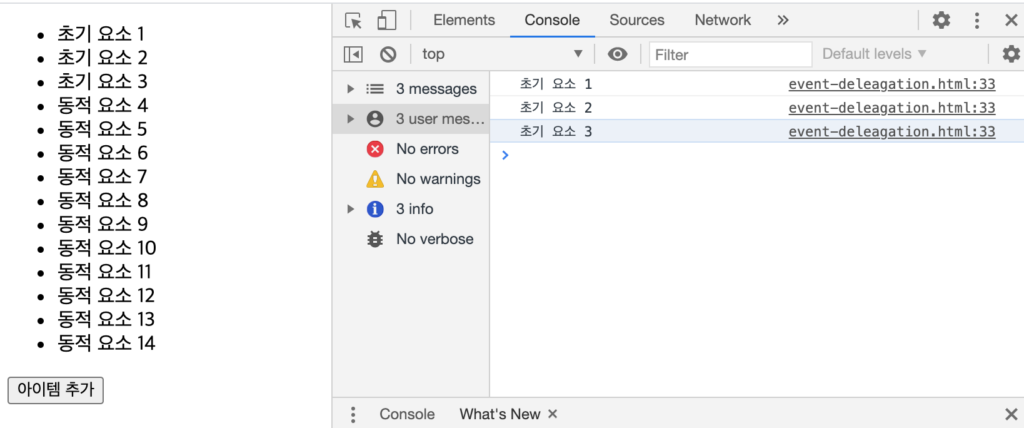 초기 요소 1
초기 요소 2
초기 요소 3
동적 요소 4
동적 요소 5
동적 요소 6
동적 요소 7
동적 요소 8
동적 요소 9
동적 요소 10
동적 요소 11
동적 요소 12
동적 요소 13
동적 요소 14
아이템 추가
Elements Console Sources Network
top Filter Default levels
3 messages
3 user mes...
No errors
No warnings
3 info
No verbose
초기 요소 1 event-deleagation.html:33
초기 요소 2 event-deleagation.html:33
초기 요소 3 event-deleagation.html:33
Console What's New